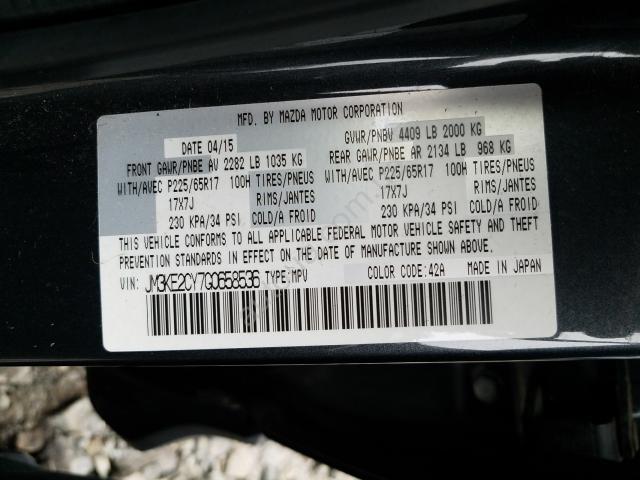 MFD. BY MAZDA MOTOR CORPORATION
DATE 04/15 GVWR/PNBV 4409 LB 2000 KG
FRONT GAWR/PNBE AV 2282 LB 1035 KG REAR GAWR/PNBE AR 2134 LB 968 KG
WITH/AVEC P225/65R17 100H TIRES/PNEUS WITH/AVEC P225/65R17 100H TIRES/PNEUS
17X7J RIMS/JANTES 17X7J RIMS/JANTES
230 KPA/34 PSI COLD/A FROID 230 KPA/34 PSI COLD/A FROID
THIS VEHICLE CONFORMS TO ALL APPLICABLE FEDERAL MOTOR VEHICLE SAFETY AND THEFT
PREVENTION STANDARDS IN EFFECT ON THE DATE OF MANUFACTURE SHOWN ABOVE.
VIN: JM3KE2CY7G0658536 TYPE:MPV COLOR CODE:42A MADE IN JAPAN